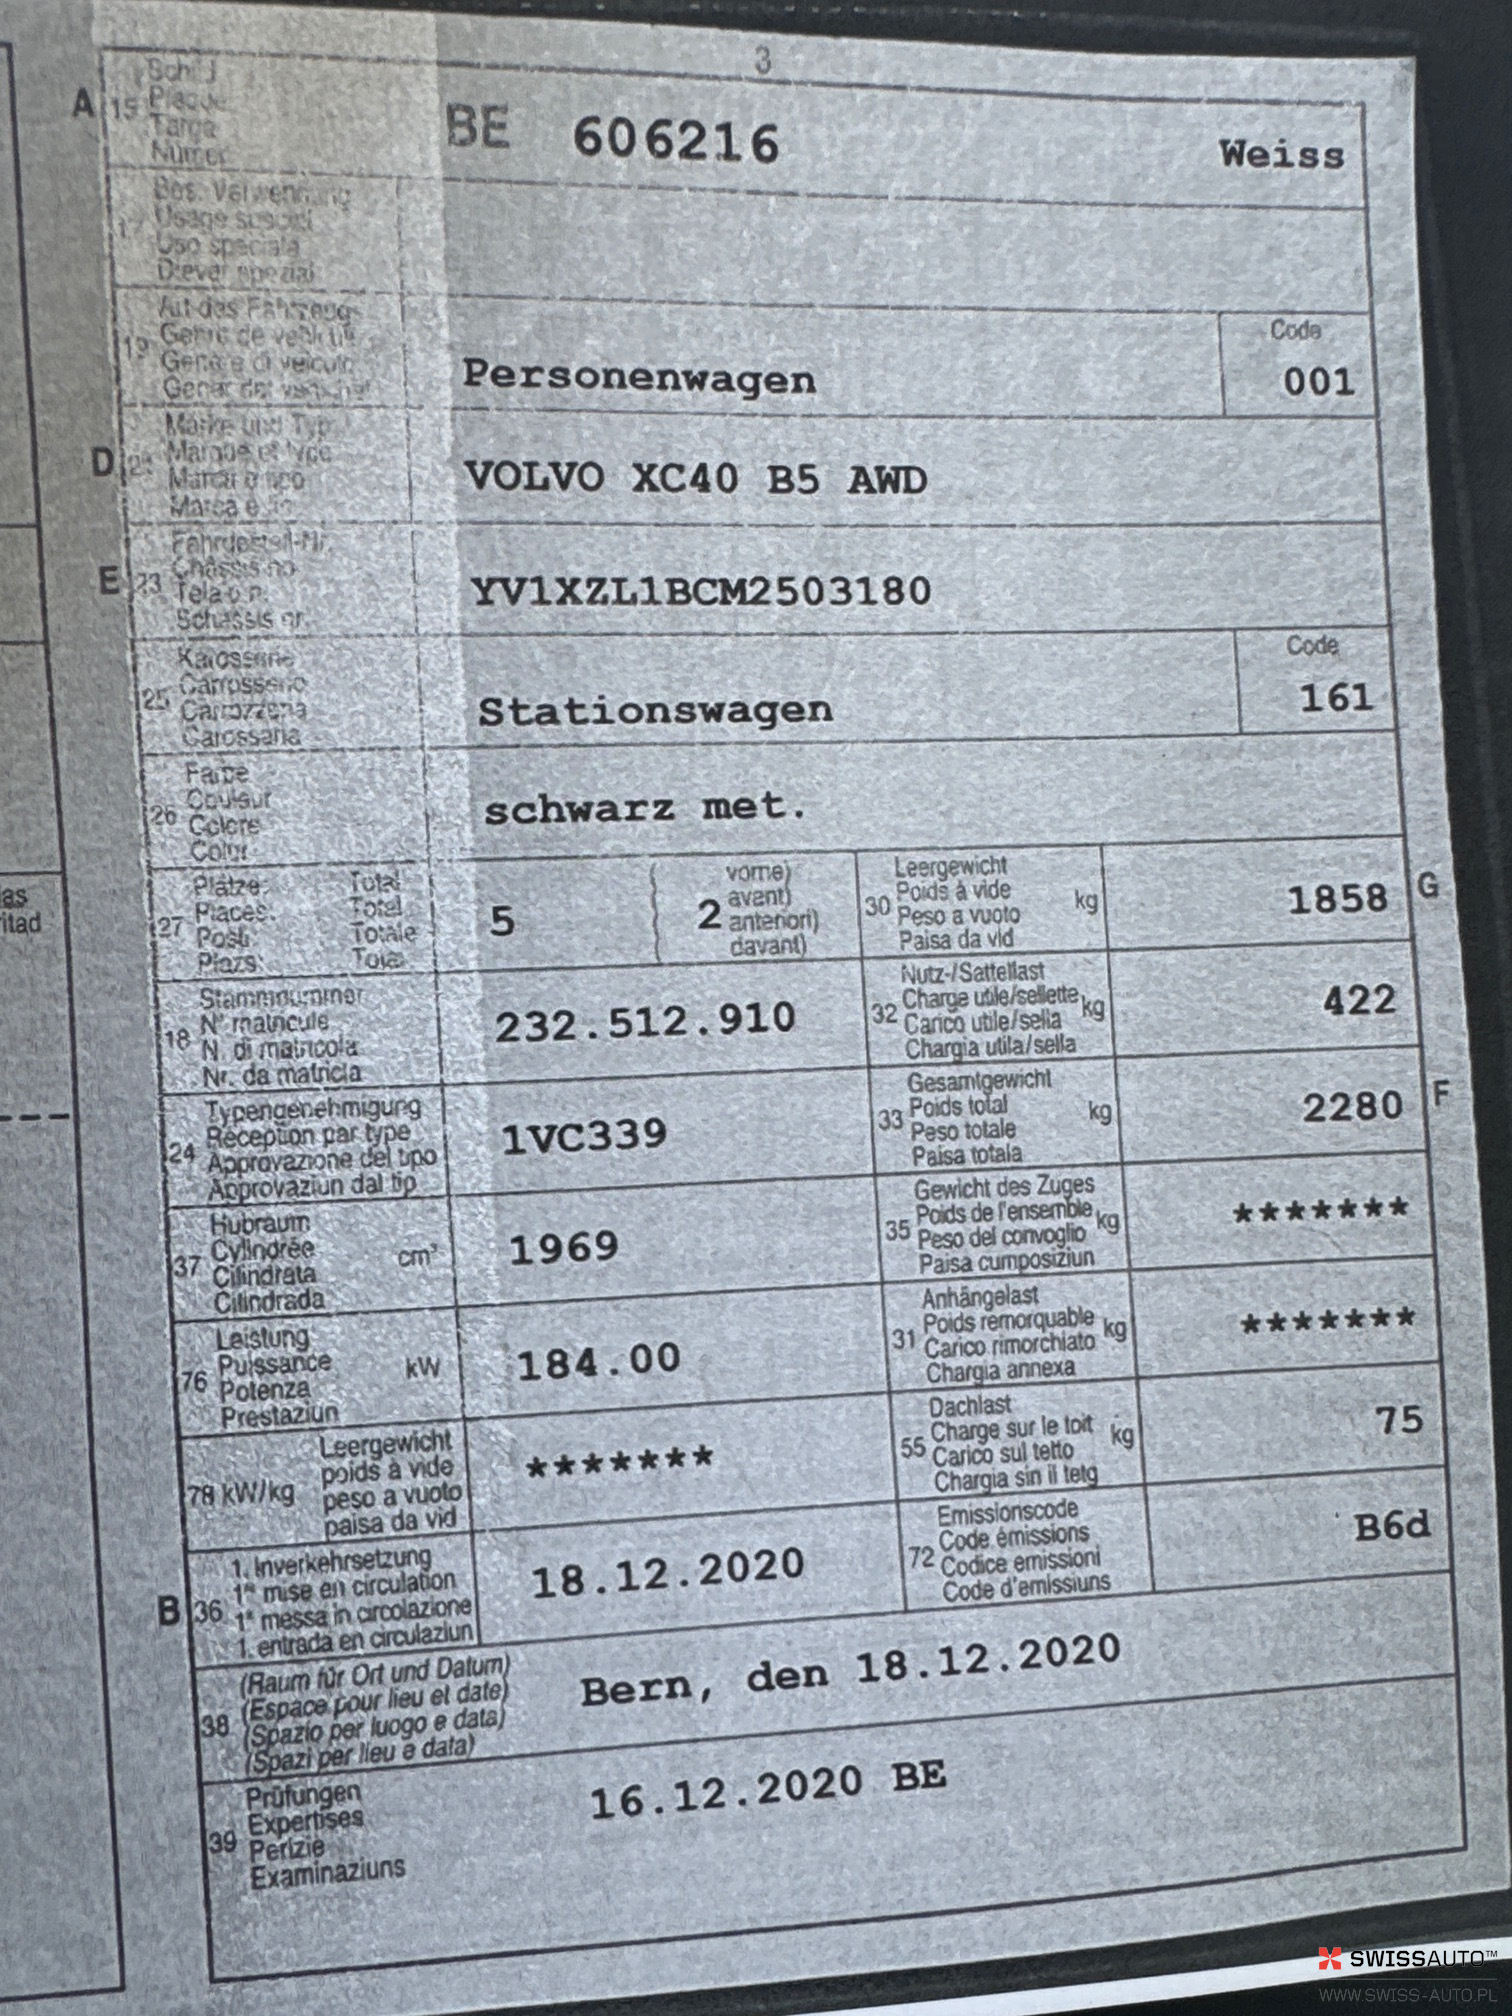 3
A 15 Schild
Plaque
Targa
Numer
BE 606216 Weiss
17 Bes. Verwendung
Usage spécial
Uso speciale
Diever spezial
19 Art des Fahrzeugs
Genre de véhicule
Genere di veicolo
Gener dal vehichel
Personenwagen
Code
001
D 21 Marke und Typ
Marque et type
Marca e tipo
Marca e tip
VOLVO XC40 B5 AWD
E 23 Fahrgestell-Nr.
Châssis no
Telaio n.
Schassis nr.
YV1XZL1BCM2503180
25 Karosserie
Carrosserie
Carrozzeria
Carossaria
Stationswagen
Code
161
26 Farbe
Couleur
Colore
Color
schwarz met.
27 Plätze: Total
Places: Total
Posti: Totale
Plazs: Total
5
2
vorne)
avant)
anteriori)
davant)
30 Leergewicht
Poids à vide kg
Peso a vuoto
Paisa da vid
1858 G
18 Stammnummer
N° matricule
N. di matricola
Nr. da matricla
232.512.910
32 Nutz-/Sattellast
Charge utile/sellette kg
Carico utile/sella
Chargia utila/sella
422
24 Typengenehmigung
Réception par type
Approvazione del tipo
Approvaziun dal tip
1VC339
33 Gesamtgewicht
Poids total kg
Peso totale
Paisa totala
2280 F
37 Hubraum
Cylindrée cm³
Cilindrata
Cilindrada
1969
35 Gewicht des Zuges
Poids de l'ensemble kg
Peso del convoglio
Paisa cumposiziun
*******
76 Leistung
Puissance kW
Potenza
Prestaziun
184.00
31 Anhängelast
Poids remorquable kg
Carico rimorchiato
Chargia annexa
*******
78 kW/kg Leergewicht
poids à vide
peso a vuoto
paisa da vid
*******
55 Dachlast
Charge sur le toit kg
Carico sul tetto
Chargia sin il tetg
75
B 36 1. Inverkehrsetzung
1re mise en circulation
1a messa in circolazione
1. entrada en circulaziun
18.12.2020
72 Emissionscode
Code émissions
Codice emissioni
Code d'emissiuns
B6d
38 (Raum für Ort und Datum)
(Espace pour lieu et date)
(Spazio per luogo e data)
(Spazi per lieu e data)
Bern, den 18.12.2020
39 Prüfungen
Expertises
Perizie
Examinaziuns
16.12.2020 BE
as
itad
SWISSAUTO™
WWW.SWISS-AUTO.PL